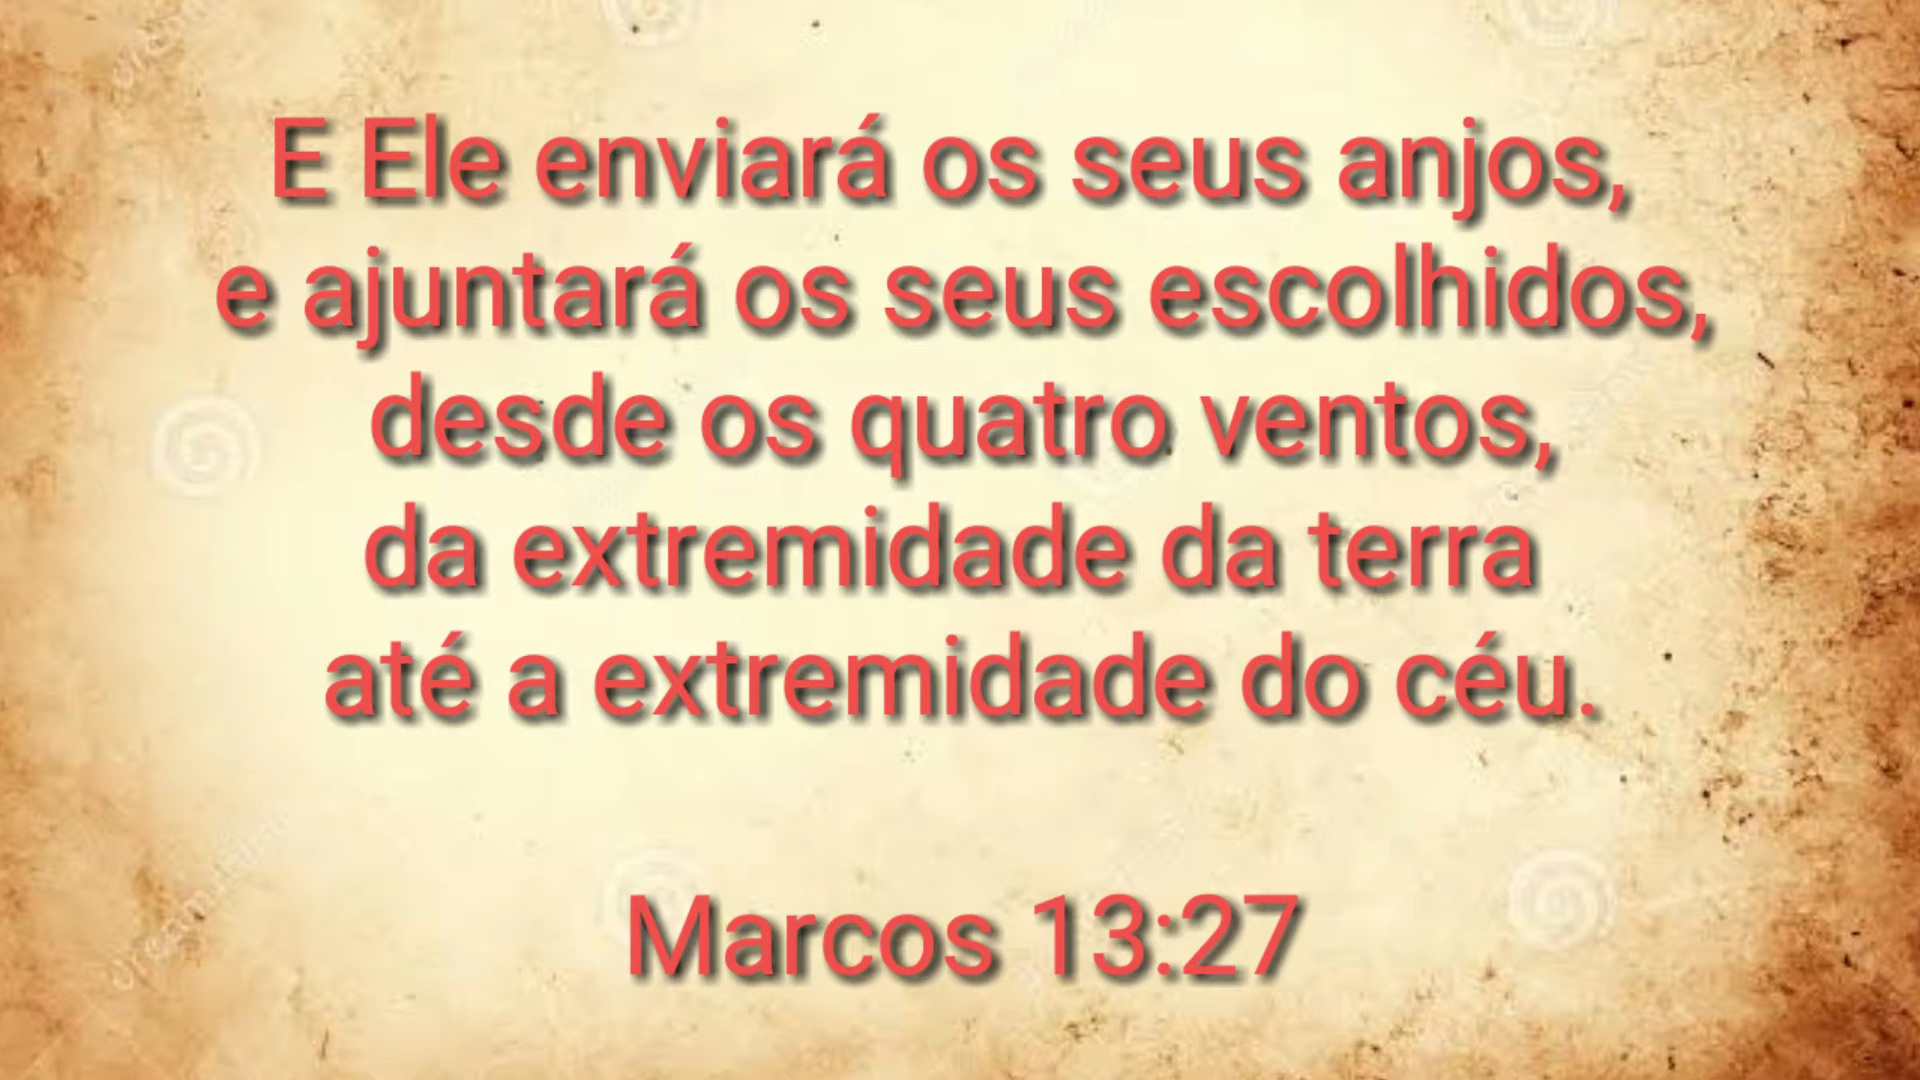 E Ele enviará os seus anjos,
e ajuntará os seus escolhidos,
desde os quatro ventos,
da extremidade da terra
até a extremidade do céu.
Marcos 13:27